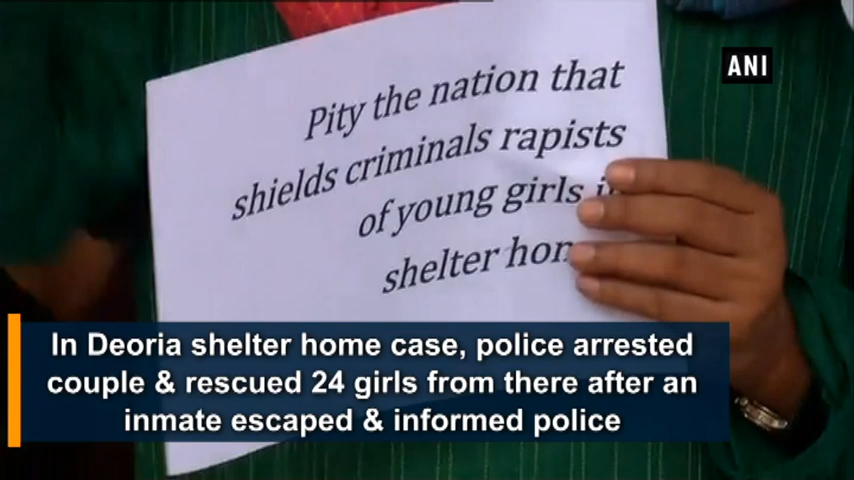 ANI
Pity the nation that
shields criminals rapists
of young girls
shelter
In Deoria shelter home case, police arrested
couple & rescued 24 girls from there after an
inmate escaped & informed police